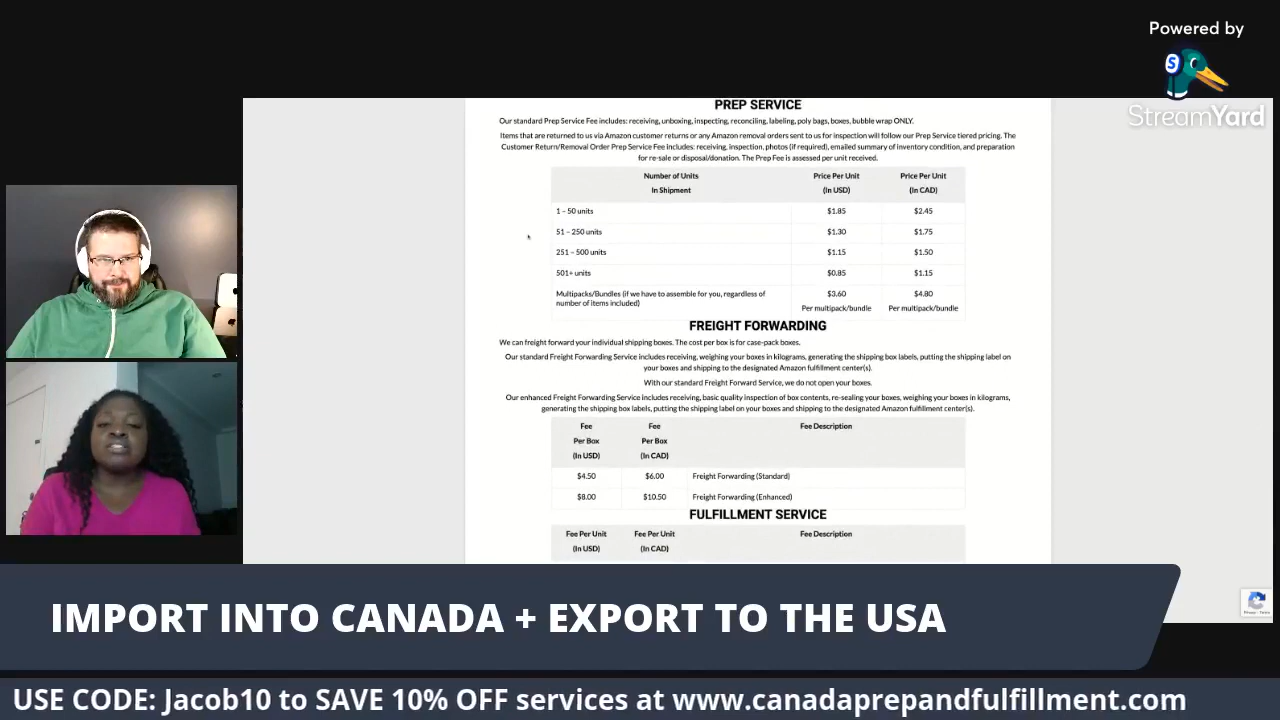 Powered by
S
StreamYard
PREP SERVICE
Our standard Prep Service Fee includes: receiving, unboxing, inspecting, reconciling, labeling, poly bags, boxes, bubble wrap ONLY.
Items that are returned to us via Amazon customer returns or any Amazon removal orders sent to us for inspection will follow our Prep Service tiered pricing. The
Customer Return/Removal Order Prep Service Fee includes: receiving, inspection, photos (if required), emailed summary of inventory condition, and preparation
for re-sale or disposal/donation. The Prep Fee is assessed per unit received.
Number of Units Price Per Unit Price Per Unit
In Shipment (In USD) (In CAD)
1 – 50 units $1.85 $2.45
51 – 250 units $1.30 $1.75
251 – 500 units $1.15 $1.50
501+ units $0.85 $1.15
Multipacks/Bundles (if we have to assemble for you, regardless of $3.60 $4.80
number of items included) Per multipack/bundle Per multipack/bundle
FREIGHT FORWARDING
We can freight forward your individual shipping boxes. The cost per box is for case-pack boxes.
Our standard Freight Forwarding Service includes receiving, weighing your boxes in kilograms, generating the shipping box labels, putting the shipping label on
your boxes and shipping to the designated Amazon fulfillment center(s).
With our standard Freight Forward Service, we do not open your boxes.
Our enhanced Freight Forwarding Service includes receiving, basic quality inspection of box contents, re-sealing your boxes, weighing your boxes in kilograms,
generating the shipping box labels, putting the shipping label on your boxes and shipping to the designated Amazon fulfillment center(s).
Fee Fee Fee Description
Per Box Per Box
(In USD) (In CAD)
$4.50 $6.00 Freight Forwarding (Standard)
$8.00 $10.50 Freight Forwarding (Enhanced)
FULFILLMENT SERVICE
Fee Per Unit Fee Per Unit Fee Description
(In USD) (In CAD)
IMPORT INTO CANADA + EXPORT TO THE USA
USE CODE: Jacob10 to SAVE 10% OFF services at www.canadaprepandfulfillment.com